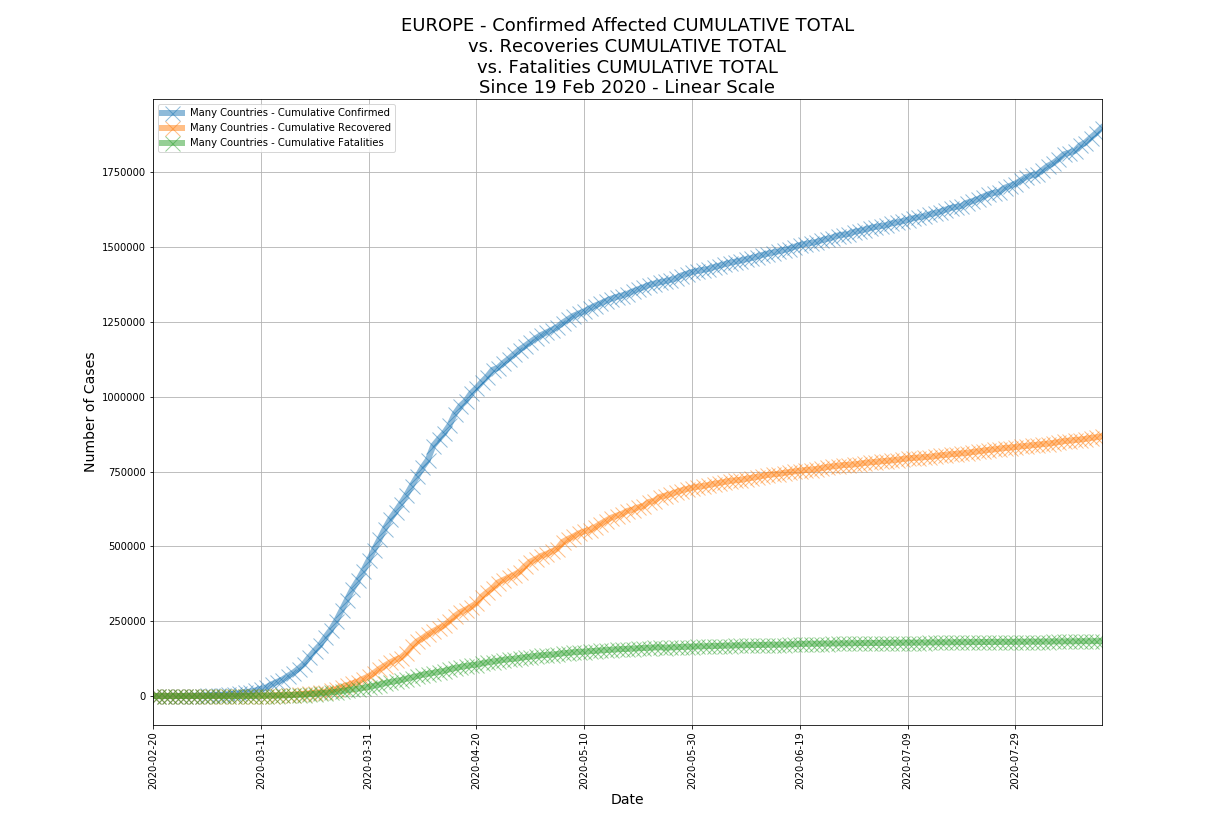 EUROPE - Confirmed Affected CUMULATIVE TOTAL
vs. Recoveries CUMULATIVE TOTAL
vs. Fatalities CUMULATIVE TOTAL
Since 19 Feb 2020 - Linear Scale
Many Countries - Cumulative Confirmed
Many Countries - Cumulative Recovered
Many Countries - Cumulative Fatalities
Number of Cases
1750000
1500000
1250000
1000000
750000
500000
250000
0
2020-02-20
2020-03-11
2020-03-31
2020-04-20
2020-05-10
2020-05-30
2020-06-19
2020-07-09
2020-07-29
Date